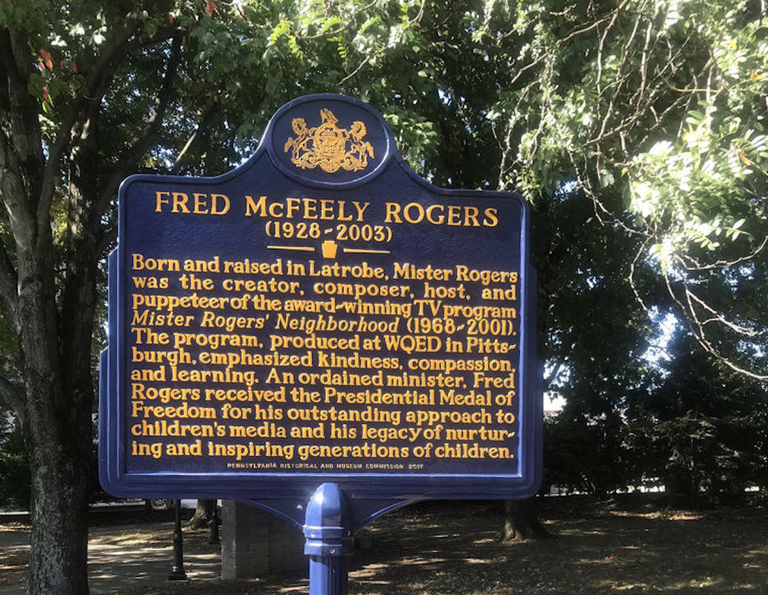 FRED McFEELY ROGERS
(1928-2003)
Born and raised in Latrobe, Mister Rogers
was the creator, composer, host, and
puppeteer of the award-winning TV program
Mister Rogers' Neighborhood (1968-2001).
The program, produced at WQED in Pitts-
burgh, emphasized kindness, compassion,
and learning. An ordained minister, Fred
Rogers received the Presidential Medal of
Freedom for his outstanding approach to
children's media and his legacy of nurtur-
ing and inspiring generations of children.
PENNSYLVANIA HISTORICAL AND MUSEUM COMMISSION